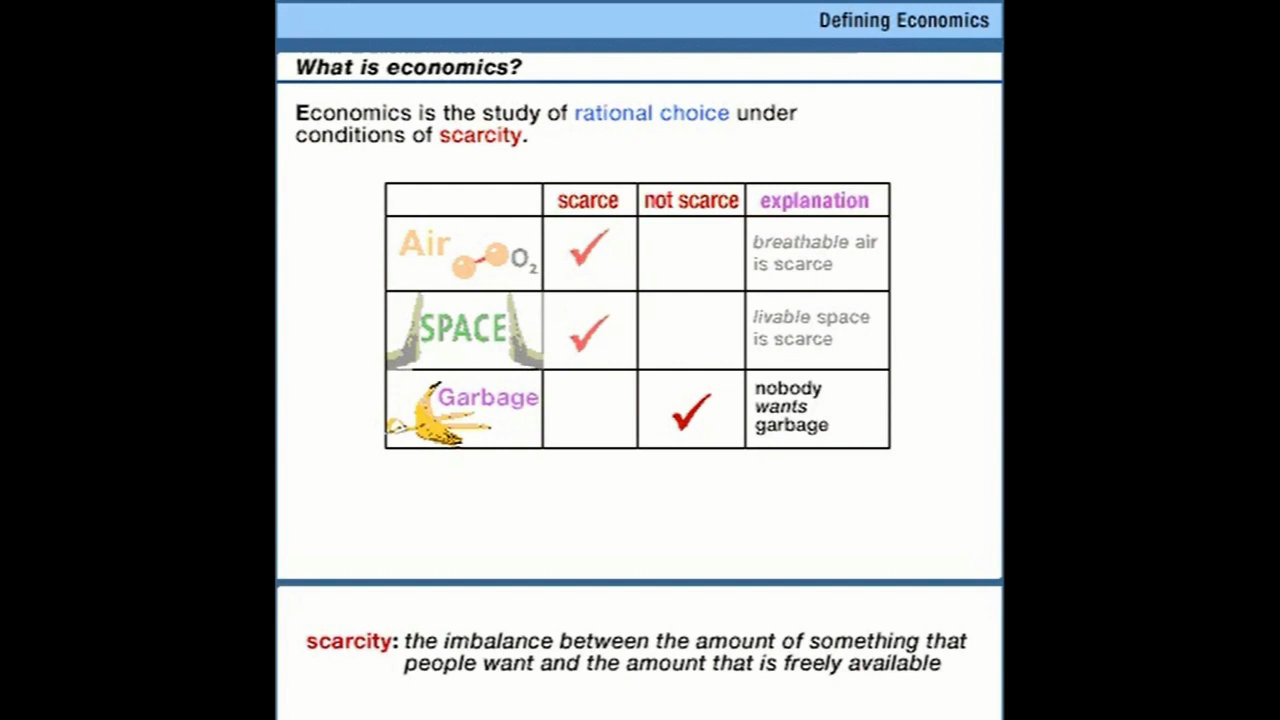 Defining Economics
What is economics?
Economics is the study of rational choice under
conditions of scarcity.
scarce not scarce explanation
Air O₂ breathable air
is scarce
SPACE livable space
is scarce
Garbage nobody
wants
garbage
scarcity: the imbalance between the amount of something that
people want and the amount that is freely available